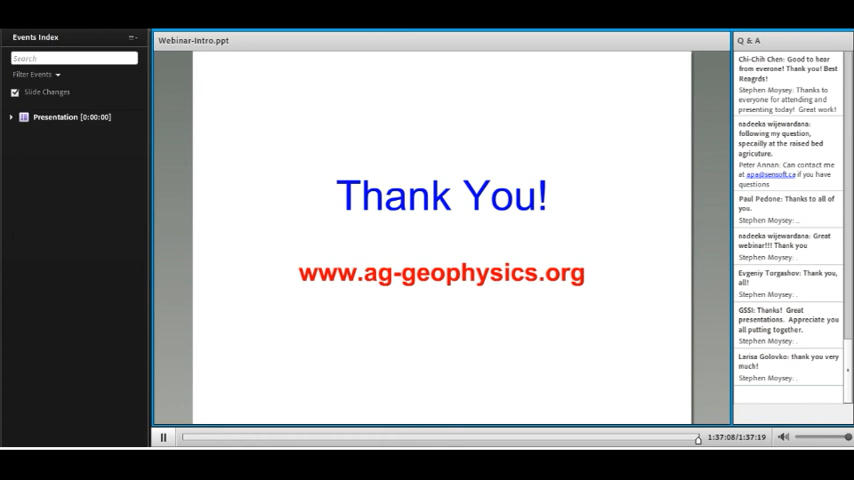 Events Index
Search
Filter Events
Slide Changes
Presentation [0:00:00]
Webinar-Intro.ppt
Thank You!
www.ag-geophysics.org
1:37:08/1:37:19
Q & A
Chi-Chih Chen: Good to hear
from everone! Thank you! Best
Reagrds!
Stephen Moysey: Thanks to
everyone for attending and
presenting today! Great work!
nadeeka wijewardana:
following my question,
specailly at the raised bed
agricuture.
Peter Annan: Can contact me
at apa@sensoft.ca if you have
questions
Paul Pedone: Thanks to all of
you.
Stephen Moysey: ..
nadeeka wijewardana: Great
webinar!!! Thank you
Stephen Moysey: .
Evgeniy Torgashov: Thank you,
all!
Stephen Moysey: .
GSSI: Thanks! Great
presentations. Appreciate you
all putting together.
Stephen Moysey: .
Larisa Golovko: thank you very
much!
Stephen Moysey: .